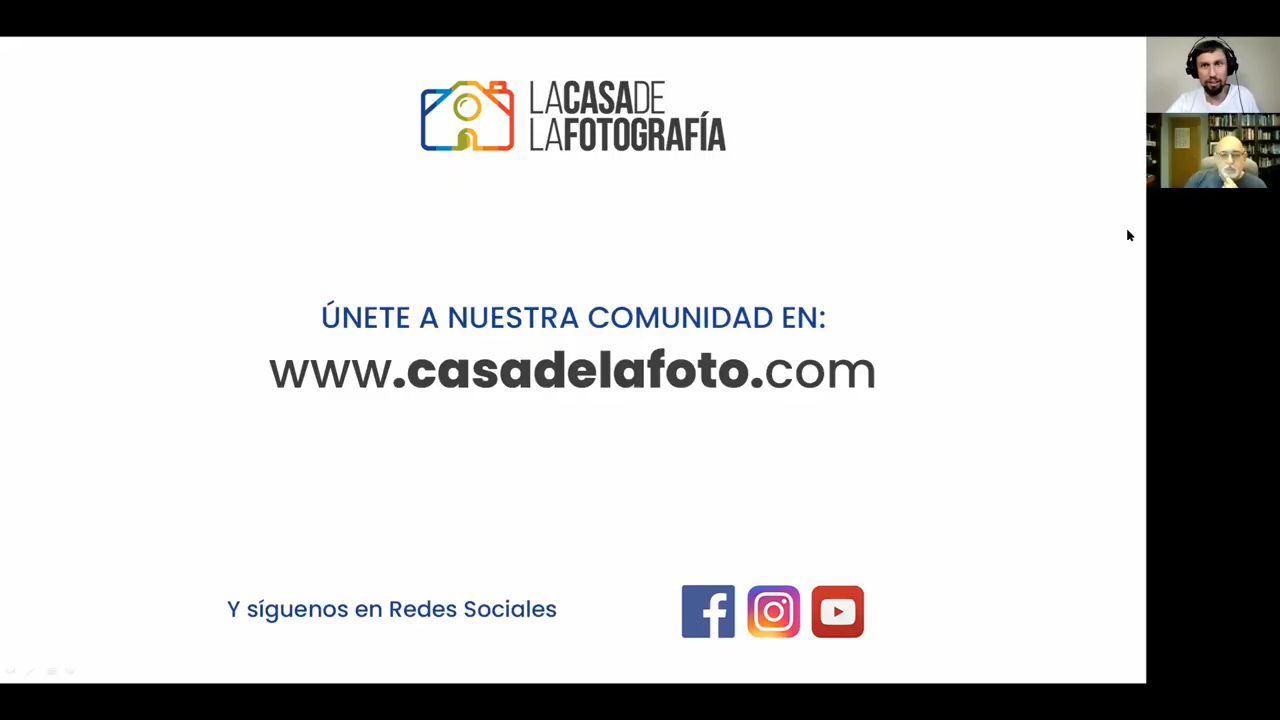 LACASADE
LAFOTOGRAFÍA
ÚNETE A NUESTRA COMUNIDAD EN:
www.casadelafoto.com
Y síguenos en Redes Sociales